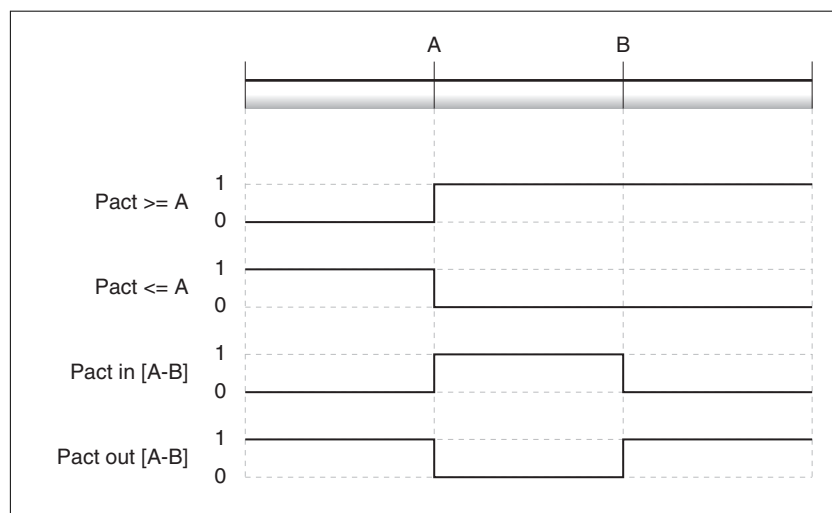 A B
1
Pact >= A
0
1
Pact <= A
0
1
Pact in [A-B]
0
1
Pact out [A-B]
0